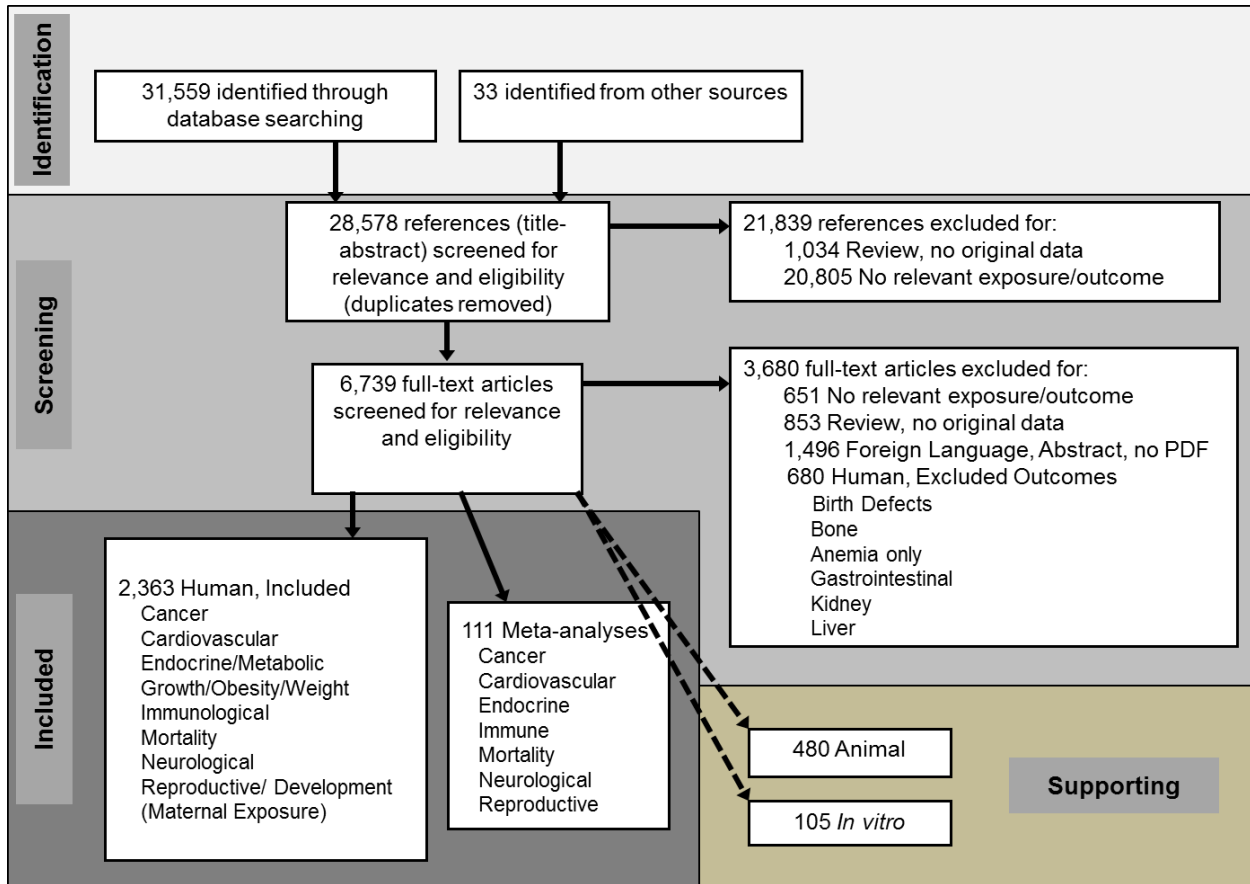 Identification
31,559 identified through
database searching
33 identified from other sources
Screening
28,578 references (title-
abstract) screened for
relevance and eligibility
(duplicates removed)
21,839 references excluded for:
1,034 Review, no original data
20,805 No relevant exposure/outcome
6,739 full-text articles
screened for relevance
and eligibility
3,680 full-text articles excluded for:
651 No relevant exposure/outcome
853 Review, no original data
1,496 Foreign Language, Abstract, no PDF
680 Human, Excluded Outcomes
Birth Defects
Bone
Anemia only
Gastrointestinal
Kidney
Liver
Included
2,363 Human, Included
Cancer
Cardiovascular
Endocrine/Metabolic
Growth/Obesity/Weight
Immunological
Mortality
Neurological
Reproductive/ Development
(Maternal Exposure)
111 Meta-analyses
Cancer
Cardiovascular
Endocrine
Immune
Mortality
Neurological
Reproductive
480 Animal
105 In vitro
Supporting